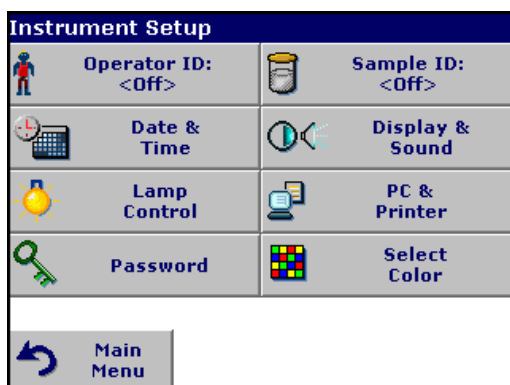 Instrument Setup
Operator ID:
<Off>
Sample ID:
<Off>
Date &
Time
Display &
Sound
Lamp
Control
PC &
Printer
Password
Select
Color
Main
Menu